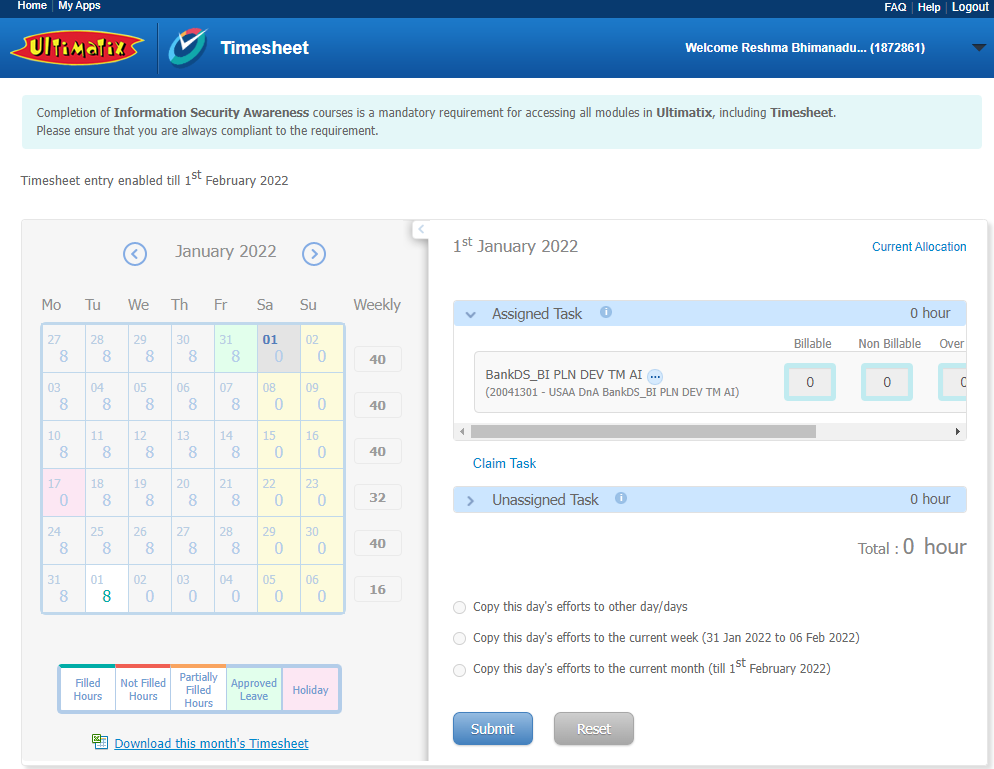 Home | My Apps
FAQ | Help | Logout
Ultimatix
Timesheet
Welcome Reshma Bhimanadu... (1872861)
Completion of Information Security Awareness courses is a mandatory requirement for accessing all modules in Ultimatix, including Timesheet.
Please ensure that you are always compliant to the requirement.
Timesheet entry enabled till 1st February 2022
January 2022
Mo Tu We Th Fr Sa Su Weekly
27 28 29 30 31 01 02
8 8 8 8 8 0 0 40
03 04 05 06 07 08 09
8 8 8 8 8 0 0 40
10 11 12 13 14 15 16
8 8 8 8 8 0 0 40
17 18 19 20 21 22 23
0 8 8 8 8 0 0 32
24 25 26 27 28 29 30
8 8 8 8 8 0 0 40
31 01 02 03 04 05 06
8 8 0 0 0 0 0 16
Filled Hours
Not Filled Hours
Partially Filled Hours
Approved Leave
Holiday
Download this month's Timesheet
1st January 2022
Current Allocation
Assigned Task i 0 hour
Billable Non Billable Over
BankDS_BI PLN DEV TM AI ...
(20041301 - USAA DnA BankDS_BI PLN DEV TM AI)
0 0 0
Claim Task
Unassigned Task i 0 hour
Total : 0 hour
Copy this day's efforts to other day/days
Copy this day's efforts to the current week (31 Jan 2022 to 06 Feb 2022)
Copy this day's efforts to the current month (till 1st February 2022)
Submit
Reset